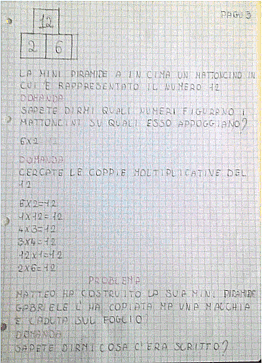 12
PAG. 3
2 6
LA MINI PIRAMIDE A IN CIMA UN MATTONCINO IN
CUI È RAPPRESENTATO IL NUMERO 12
DOMANDA
SAPETE DIRMI QUALI NUMERI FIGURANO I
MATTONCINI SU QUALI ESSO APPOGGIANO?
6X2 12
DOMANDA
CERCATE LE COPPIE MOLTIPLICATIVE DEL
12
6X2=12
1X12=12
4X3=12
3X4=12
12X1=12
2X6=12
PROBLEMA
MATTEO HA COSTRUITO LA SUA MINI PIRAMIDE
GABRIELE L'HA COPIATA MA UNA MACCHIA
È CADUTA SUL FOGLIO
DOMANDA
SAPETE DIRMI COSA C'ERA SCRITTO?